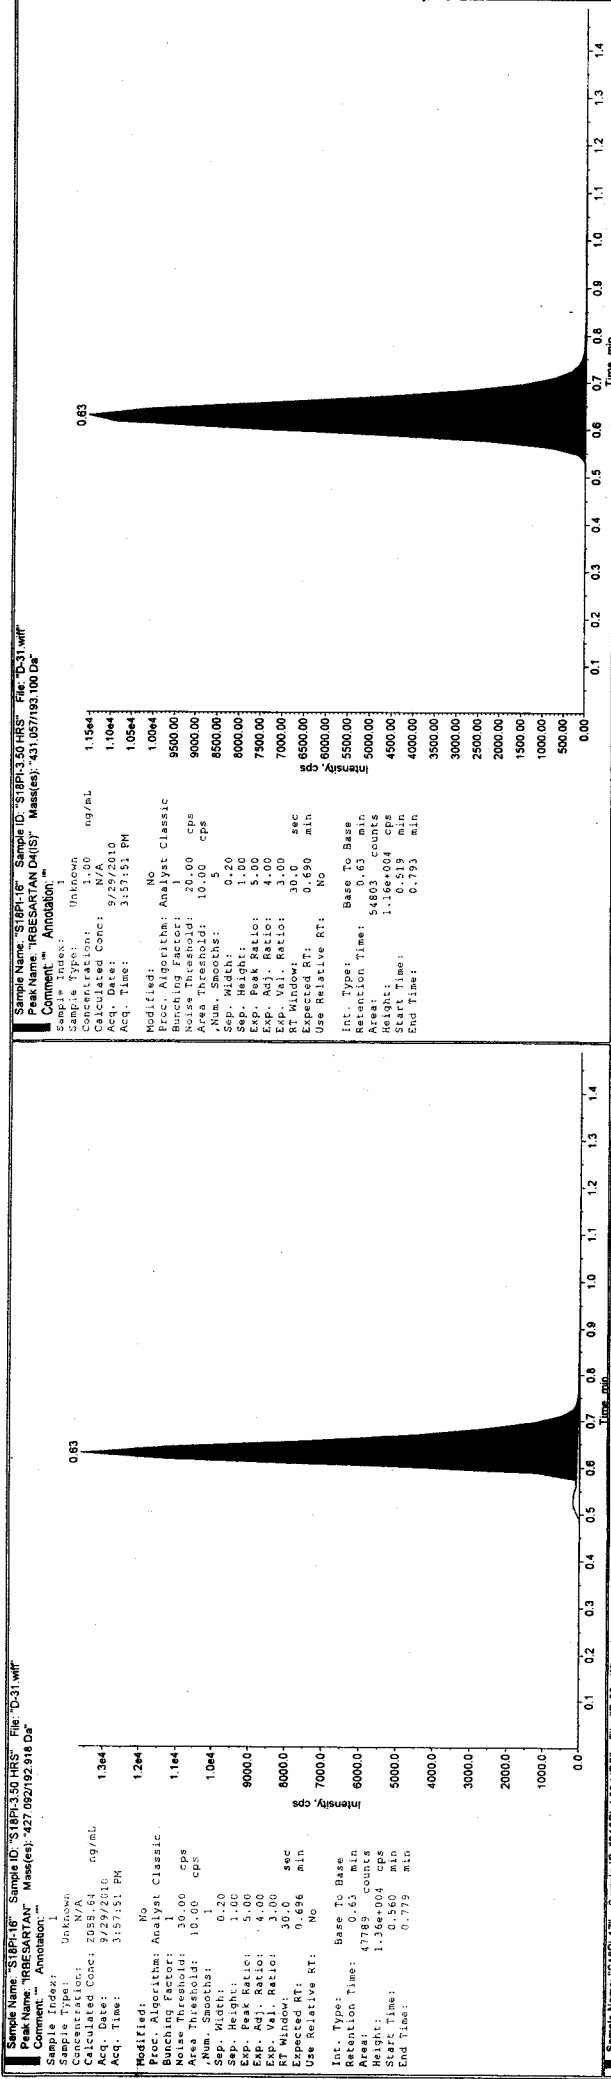 Sample Name: "S18PI-16" Sample ID: "S18PI-3.50 HRS" File: "D-31.wiff"
Peak Name: "IRBESARTAN" Mass(es): "427.092/192.918 Da"
Comment: "" Annotation: ""
Sample Index: 1
Sample Type: Unknown
Concentration: N/A
Calculated Conc: ng/mL
Acq. Date: 9/29/2010
Acq. Time: 3:57:51 PM
Modified: No
Proc. Algorithm: Analyst Classic
Bunching Factor: 1
Noise Threshold: 30.00 cps
Area Threshold: 10.00 cps
Num. Smooths: 1
Sep. Width: 0.20
Sep. Height: 1.00
Exp. Peak Ratio: 5.00
Exp. Adj. Ratio: 4.00
Exp. Val. Ratio: 3.00
RT Window: 30.0 sec
Expected RT: 0.696 min
Use Relative RT: No
Int. Type: Base To Base
Retention Time: 0.63 min
Area: 47789 counts
Height: 1.36e+004 cps
Start Time: 0.560 min
End Time: 0.779 min
Intensity, cps
1.3e4
1.2e4
1.1e4
1.0e4
9000.0
8000.0
7000.0
6000.0
5000.0
4000.0
3000.0
2000.0
1000.0
0.0
0.63
0.1 0.2 0.3 0.4 0.5 0.6 0.7 0.8 0.9 1.0 1.1 1.2 1.3 1.4
Time, min
Sample Name: "S18PI-16" Sample ID: "S18PI-3.50 HRS" File: "D-31.wiff"
Peak Name: "IRBESARTAN D4(IS)" Mass(es): "431.057/193.100 Da"
Comment: "" Annotation: ""
Sample Index: 1
Sample Type: Unknown
Concentration: 1.00 ng/mL
Calculated Conc: N/A
Acq. Date: 9/29/2010
Acq. Time: 3:57:51 PM
Modified: No
Proc. Algorithm: Analyst Classic
Bunching Factor: 1
Noise Threshold: 20.00 cps
Area Threshold: 10.00 cps
Num. Smooths: 5
Sep. Width: 0.20
Sep. Height: 1.00
Exp. Peak Ratio: 5.00
Exp. Adj. Ratio: 4.00
Exp. Val. Ratio: 3.00
RT Window: 30.0 sec
Expected RT: 0.690 min
Use Relative RT: No
Int. Type: Base To Base
Retention Time: 0.63 min
Area: 54803 counts
Height: 1.16e+004 cps
Start Time: 0.519 min
End Time: 0.793 min
Intensity, cps
1.15e4
1.10e4
1.05e4
1.00e4
9500.00
9000.00
8500.00
8000.00
7500.00
7000.00
6500.00
6000.00
5500.00
5000.00
4500.00
4000.00
3500.00
3000.00
2500.00
2000.00
1500.00
1000.00
500.00
0.00
0.63
0.1 0.2 0.3 0.4 0.5 0.6 0.7 0.8 0.9 1.0 1.1 1.2 1.3 1.4
Time, min